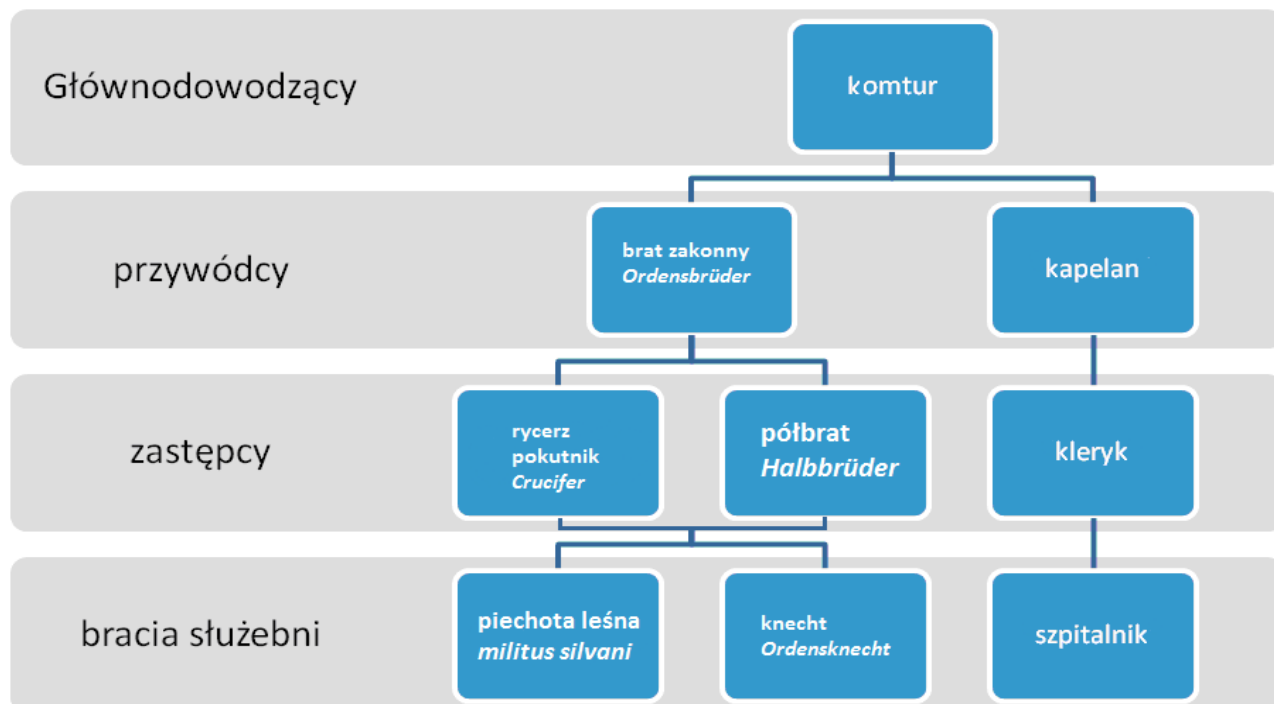 Głównodowodzący
komtur
przywódcy
brat zakonny
Ordensbrüder
kapelan
zastępcy
rycerz
pokutnik
Crucifer
półbrat
Halbbrüder
kleryk
bracia służebni
piechota leśna
militus silvani
knecht
Ordensknecht
szpitalnik